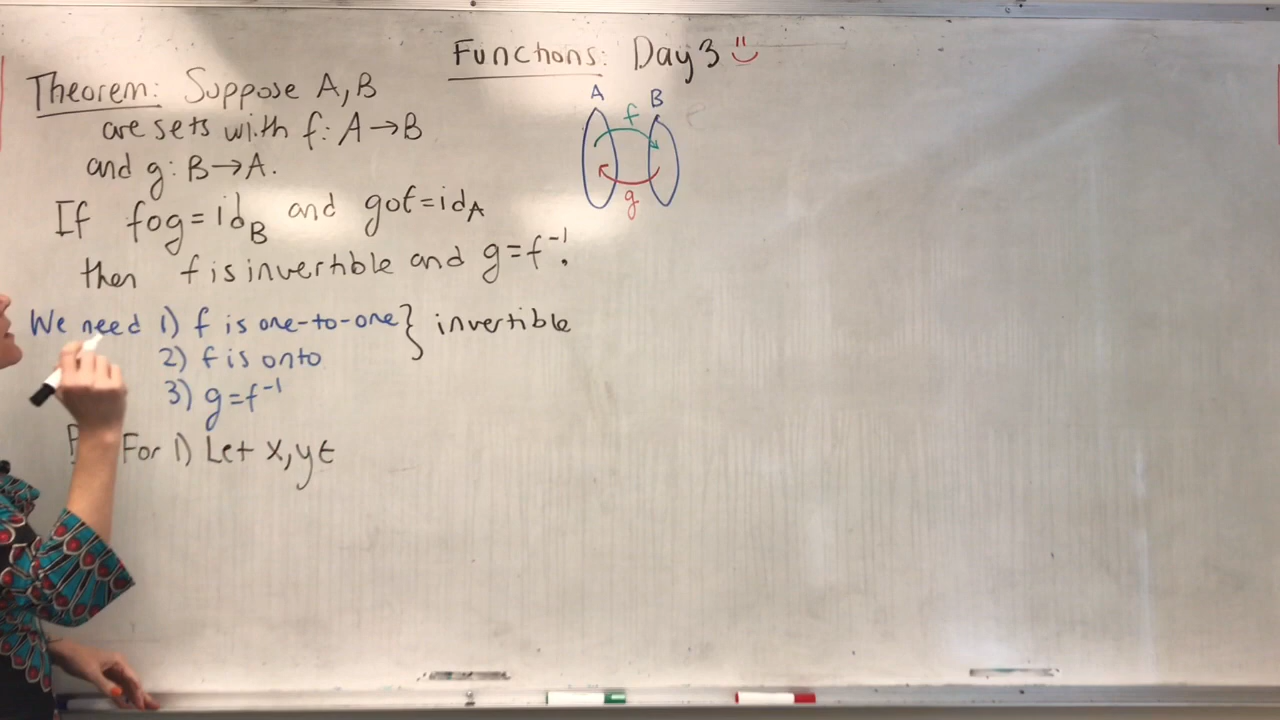 Functions: Day 3
Theorem: Suppose A, B
are sets with f: A→B
and g: B→A.
If f∘g = id_B and g∘f = id_A
then f is invertible and g = f⁻¹.
We need 1) f is one-to-one } invertible
2) f is onto
3) g = f⁻¹
For 1) Let x, y ∈
A
B
f
g